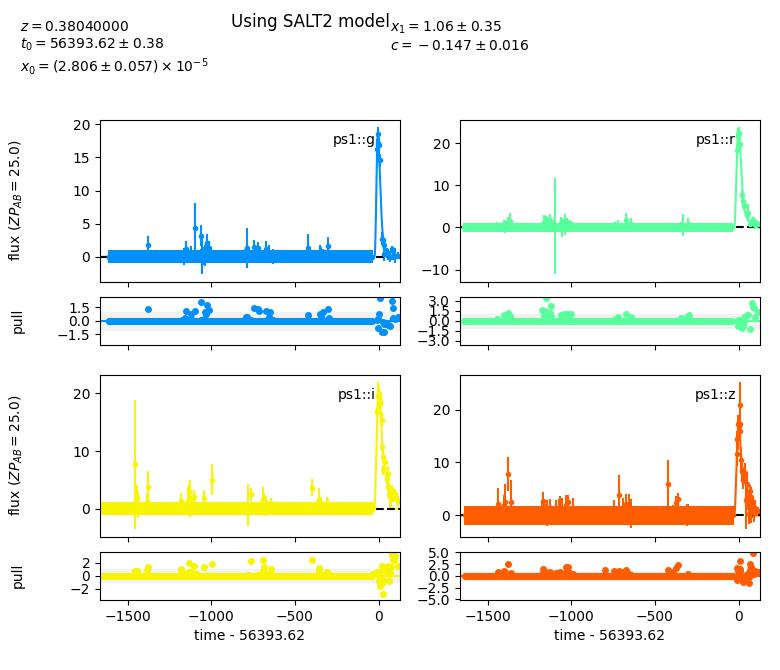 Using SALT2 model
z = 0.38040000
t₀ = 56393.62 ± 0.38
x₀ = (2.806 ± 0.057) × 10⁻⁵
x₁ = 1.06 ± 0.35
c = −0.147 ± 0.016
flux (ZP_AB = 25.0)
20
15
10
5
0
ps1::g
20
10
0
−10
ps1::r
pull
1.5
0.0
−1.5
3.0
1.5
0.0
−1.5
−3.0
flux (ZP_AB = 25.0)
20
10
0
ps1::i
20
10
0
ps1::z
pull
2
0
−2
5.0
2.5
0.0
−2.5
−5.0
−1500 −1000 −500 0
−1500 −1000 −500 0
time - 56393.62
time - 56393.62